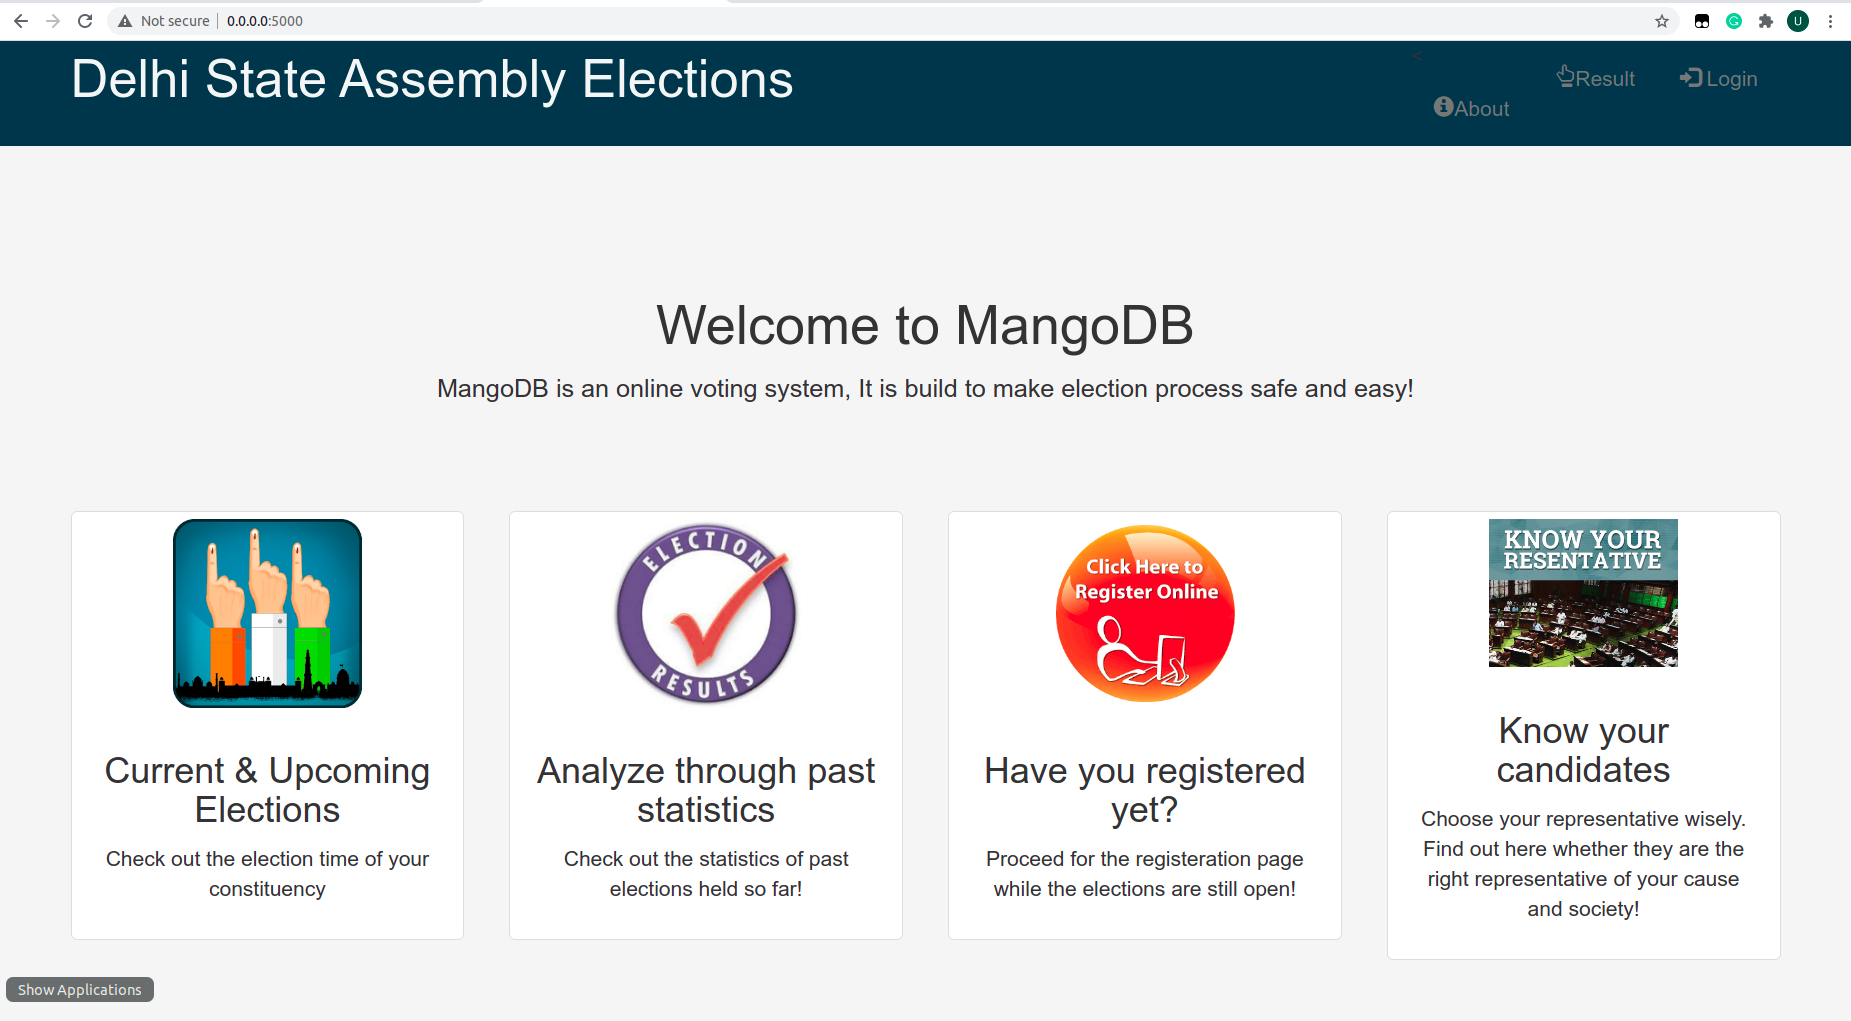 Not secure
0.0.0.0:5000
U
Delhi State Assembly Elections
<
About
Result
Login
Welcome to MangoDB
MangoDB is an online voting system, It is build to make election process safe and easy!
ELECTION
RESULTS
Click Here to
Register Online
KNOW YOUR
RESENTATIVE
Current & Upcoming
Elections
Check out the election time of your
constituency
Analyze through past
statistics
Check out the statistics of past
elections held so far!
Have you registered
yet?
Proceed for the registeration page
while the elections are still open!
Know your
candidates
Choose your representative wisely.
Find out here whether they are the
right representative of your cause
and society!
Show Applications